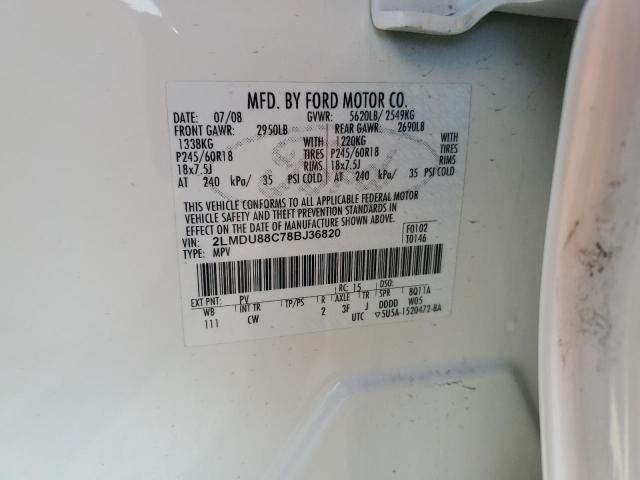 MFD. BY FORD MOTOR CO.
DATE: 07/08 GVWR: 5620LB/ 2549KG
FRONT GAWR: 2950LB REAR GAWR: 2690LB
1338KG WITH 1220KG WITH
P245/60R18 TIRES P245/60R18 TIRES
18x7.5J RIMS 18x7.5J RIMS
AT 240 kPa/ 35 PSI COLD AT 240 kPa/ 35 PSI COLD
THIS VEHICLE CONFORMS TO ALL APPLICABLE FEDERAL MOTOR
VEHICLE SAFETY AND THEFT PREVENTION STANDARDS IN
EFFECT ON THE DATE OF MANUFACTURE SHOWN ABOVE.
VIN: 2LMDU88C78BJ36820 F0102
TYPE: MPV T0146
EXT PNT: PV RC: 15 DSO:
WB INT TR TP/PS R AXLE TR SPR 8Q11A
111 CW 2 3F J DDDD W05
UTC ▽5U5A-1520472-BA